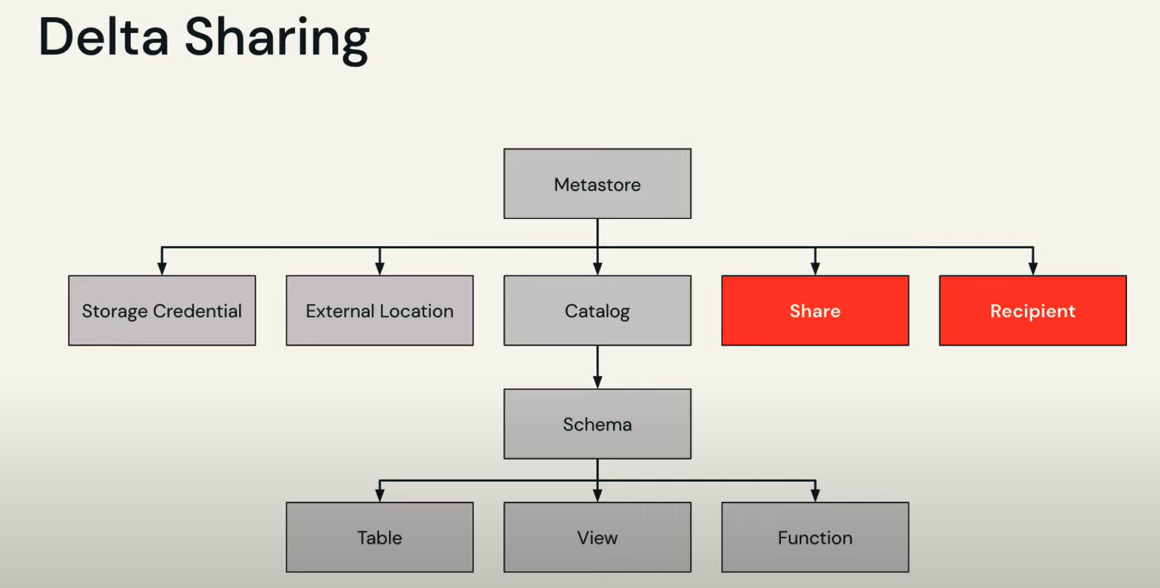 Delta Sharing
Metastore
Storage Credential
External Location
Catalog
Share
Recipient
Schema
Table
View
Function